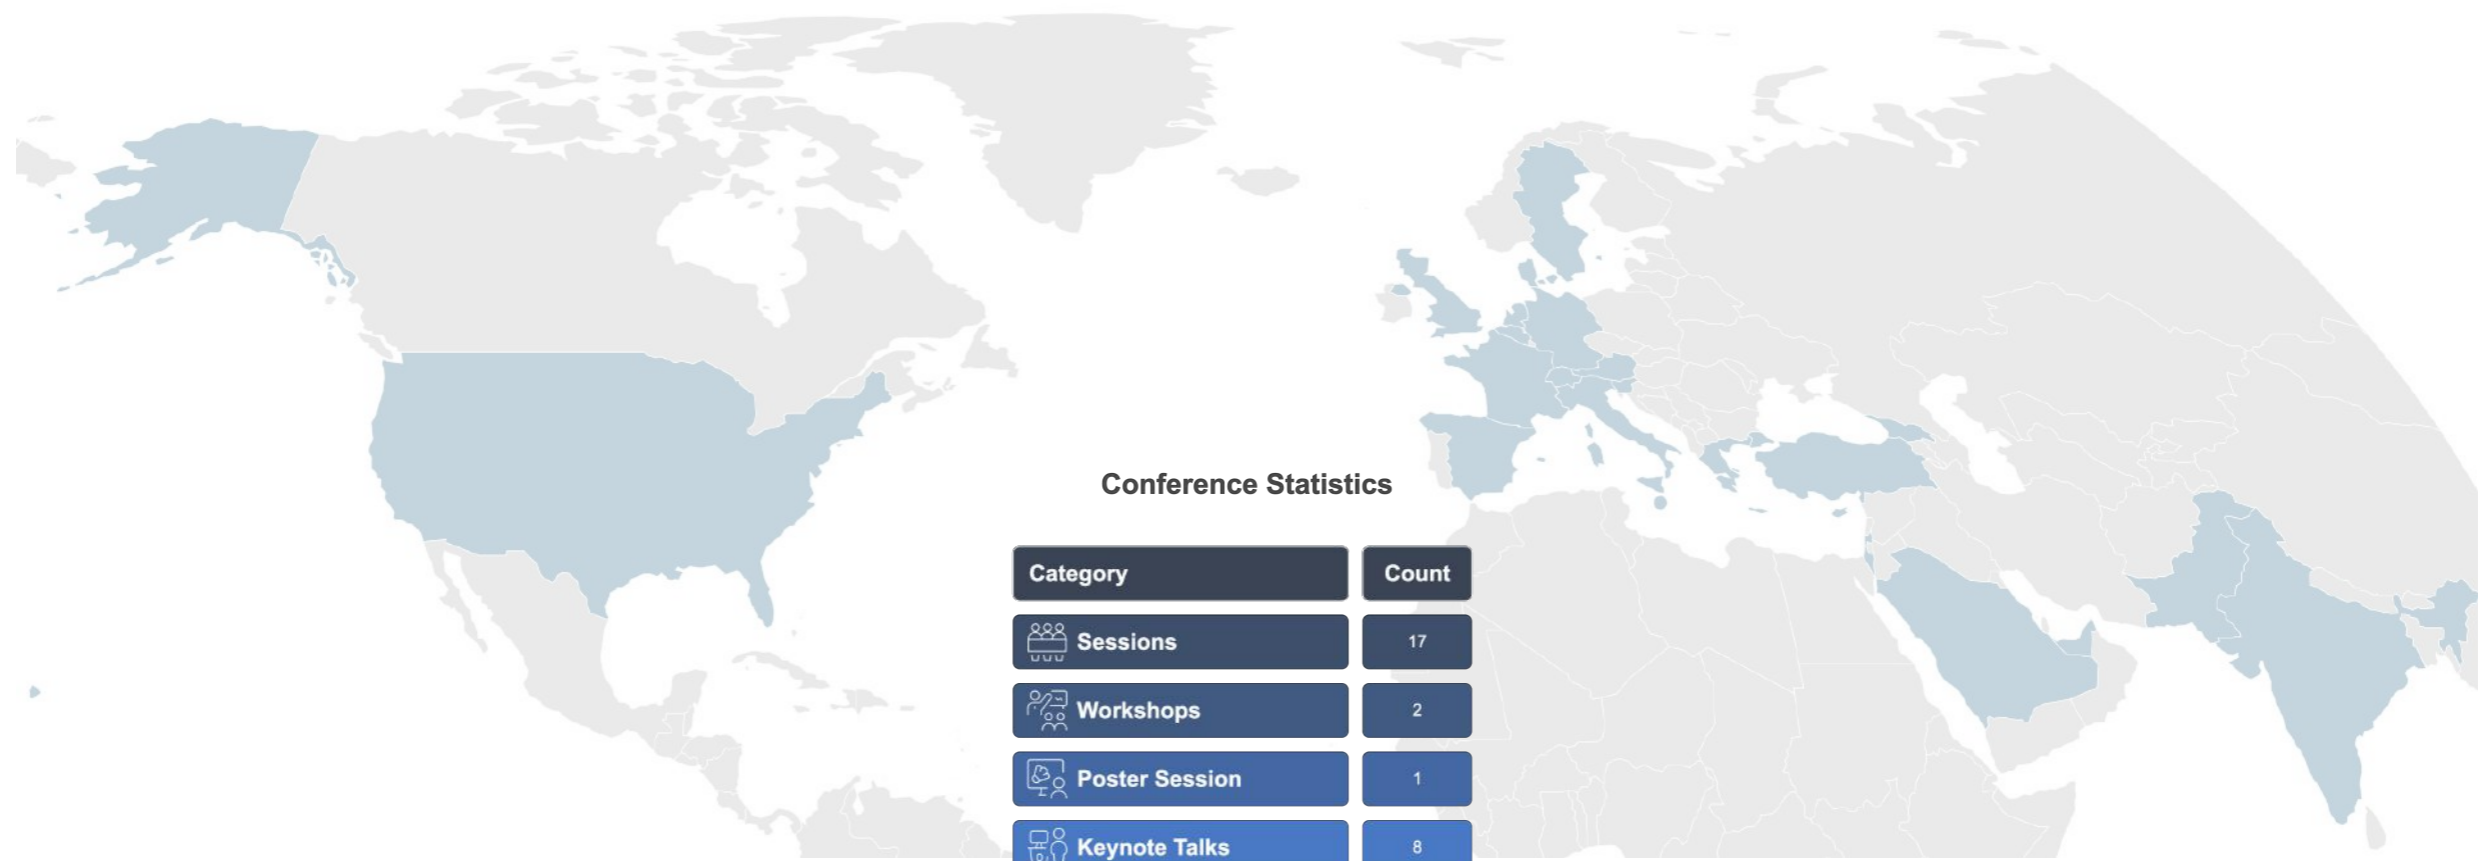 Conference Statistics
Category Count
Sessions 17
Workshops 2
Poster Session 1
Keynote Talks 8